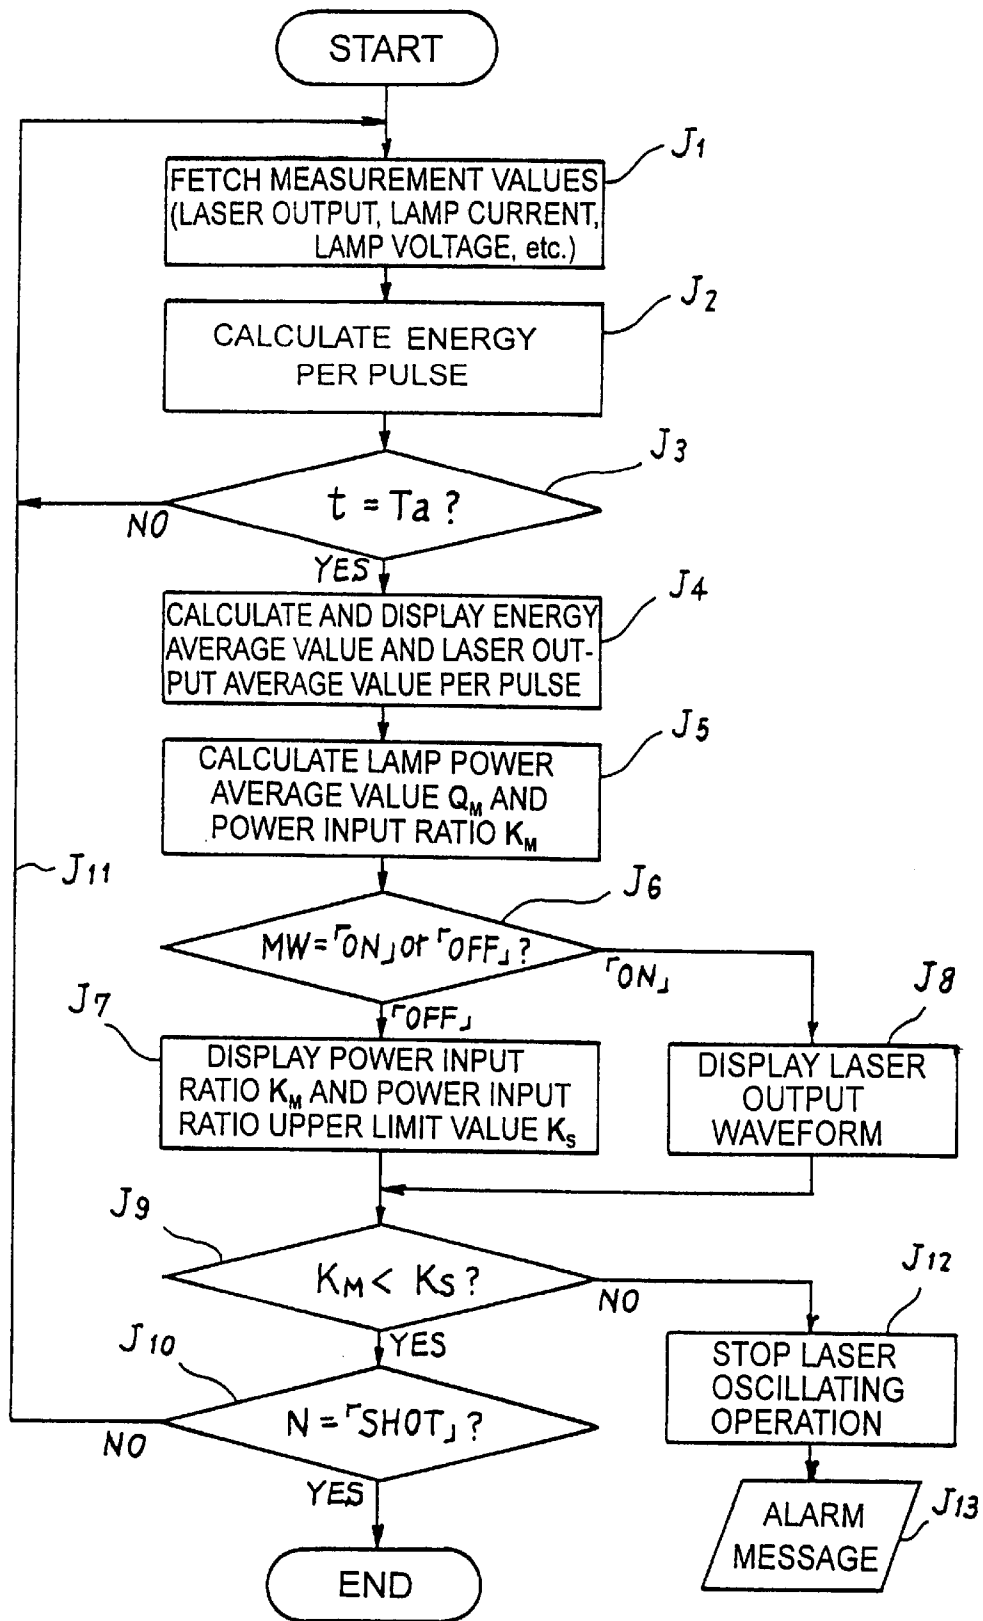 START
J1
FETCH MEASUREMENT VALUES
(LASER OUTPUT, LAMP CURRENT,
LAMP VOLTAGE, etc.)
J2
CALCULATE ENERGY
PER PULSE
J3
t = Ta ?
NO
YES
J4
CALCULATE AND DISPLAY ENERGY
AVERAGE VALUE AND LASER OUT-
PUT AVERAGE VALUE PER PULSE
J5
CALCULATE LAMP POWER
AVERAGE VALUE QM AND
POWER INPUT RATIO KM
J11
J6
MW=「ON」or「OFF」?
「ON」
「OFF」
J7
DISPLAY POWER INPUT
RATIO KM AND POWER INPUT
RATIO UPPER LIMIT VALUE KS
J8
DISPLAY LASER
OUTPUT
WAVEFORM
J9
KM < KS ?
NO
YES
J12
STOP LASER
OSCILLATING
OPERATION
J10
N=「SHOT」?
NO
YES
J13
ALARM
MESSAGE
END